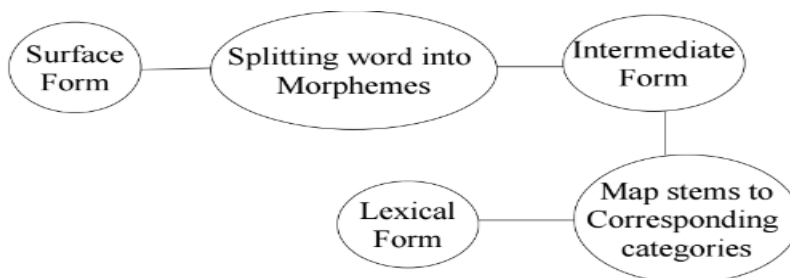 Surface
Form
Splitting word into
Morphemes
Intermediate
Form
Map stems to
Corresponding
categories
Lexical
Form